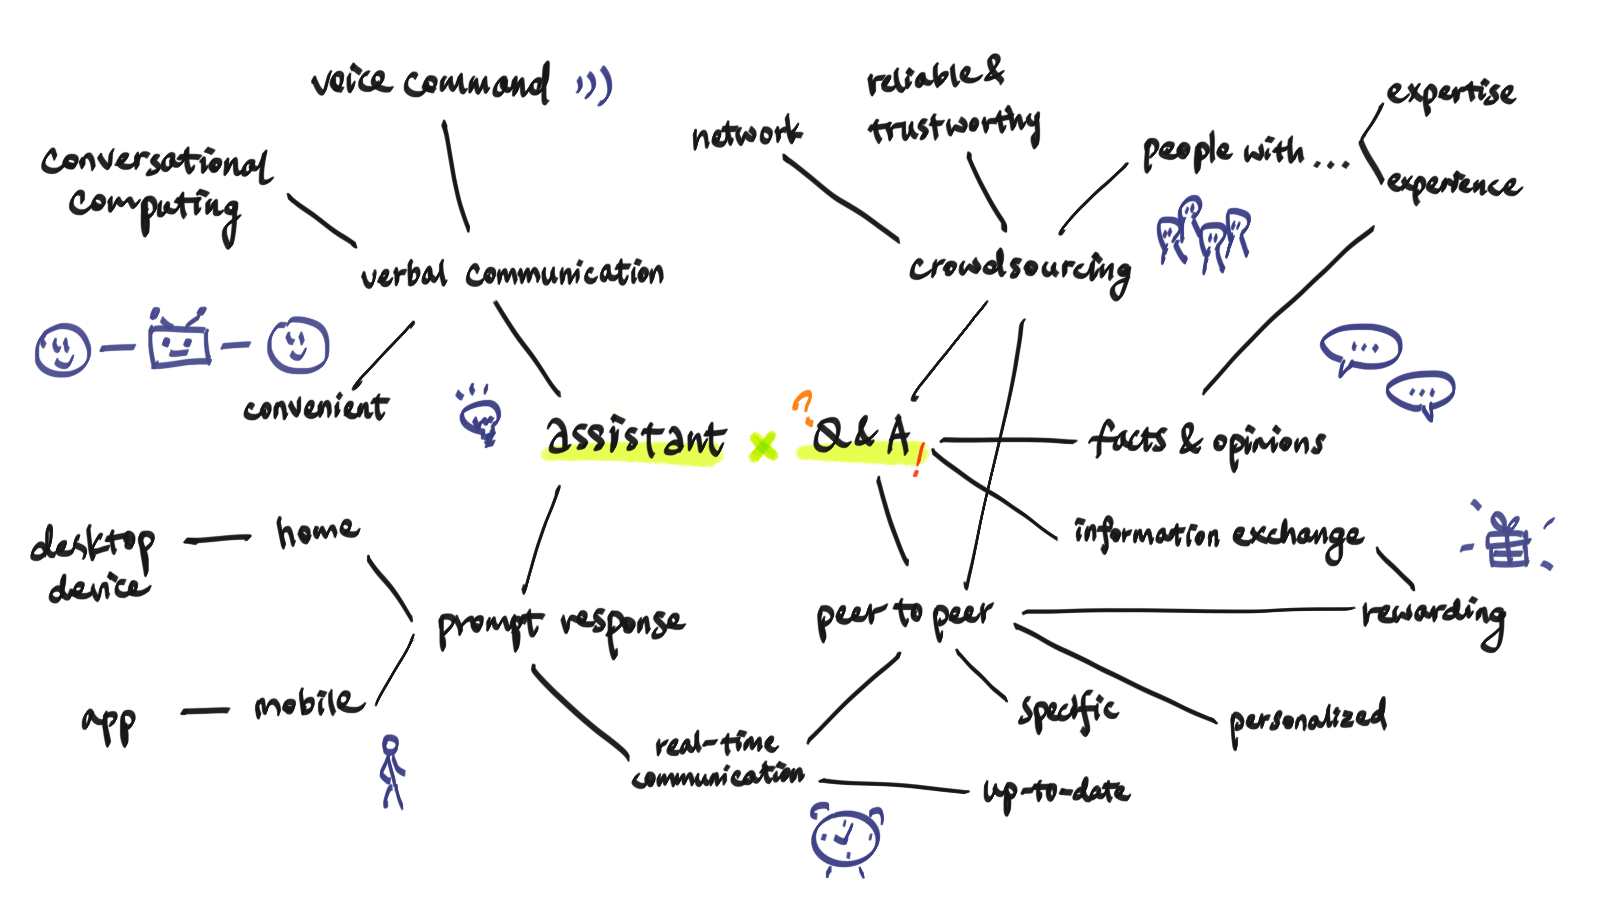 voice command
conversational
computing
verbal communication
convenient
network
reliable &
trustworthy
people with...
expertise
experience
crowdsourcing
assistant x ? Q & A !
facts & opinions
information exchange
rewarding
desktop
device
home
prompt response
peer to peer
app
mobile
real-time
communication
specific
personalized
up-to-date